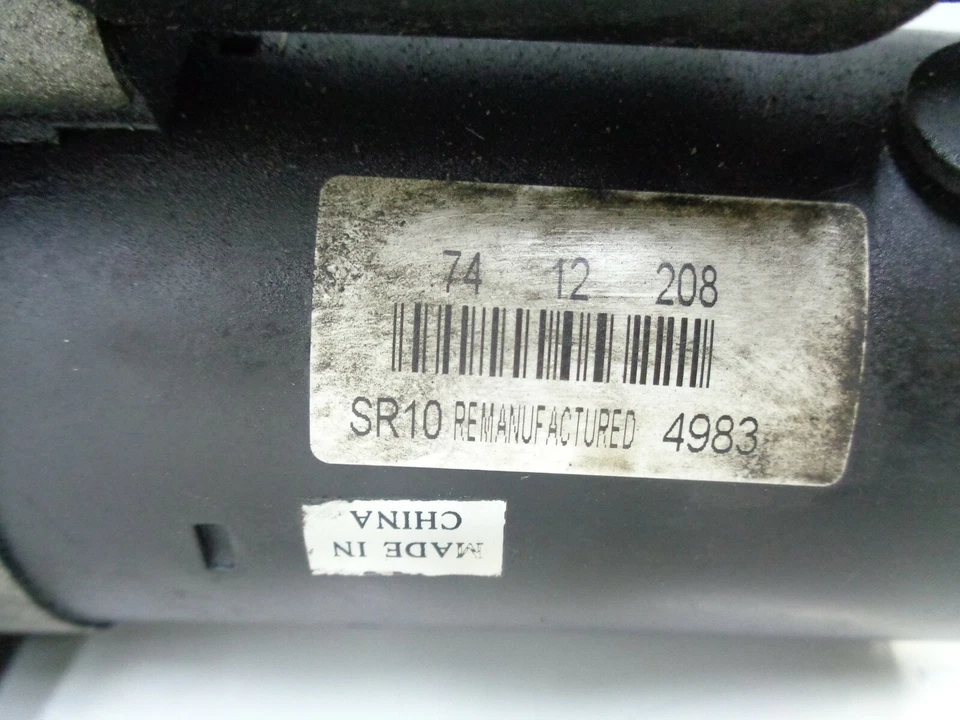 74 12 208
SR10 REMANUFACTURED 4983
MADE IN
CHINA